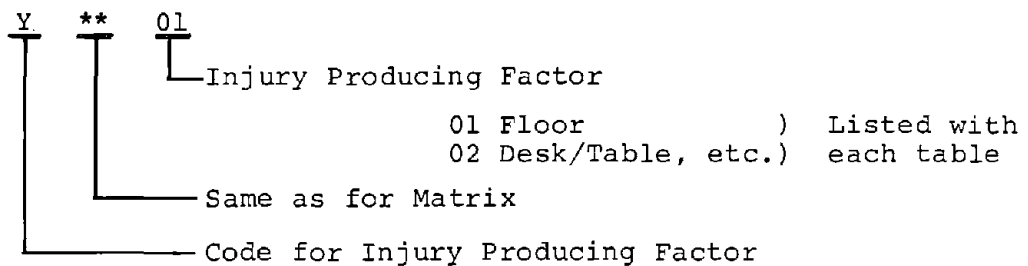 Y ** 01
Injury Producing Factor
01 Floor ) Listed with
02 Desk/Table, etc.) each table
Same as for Matrix
Code for Injury Producing Factor